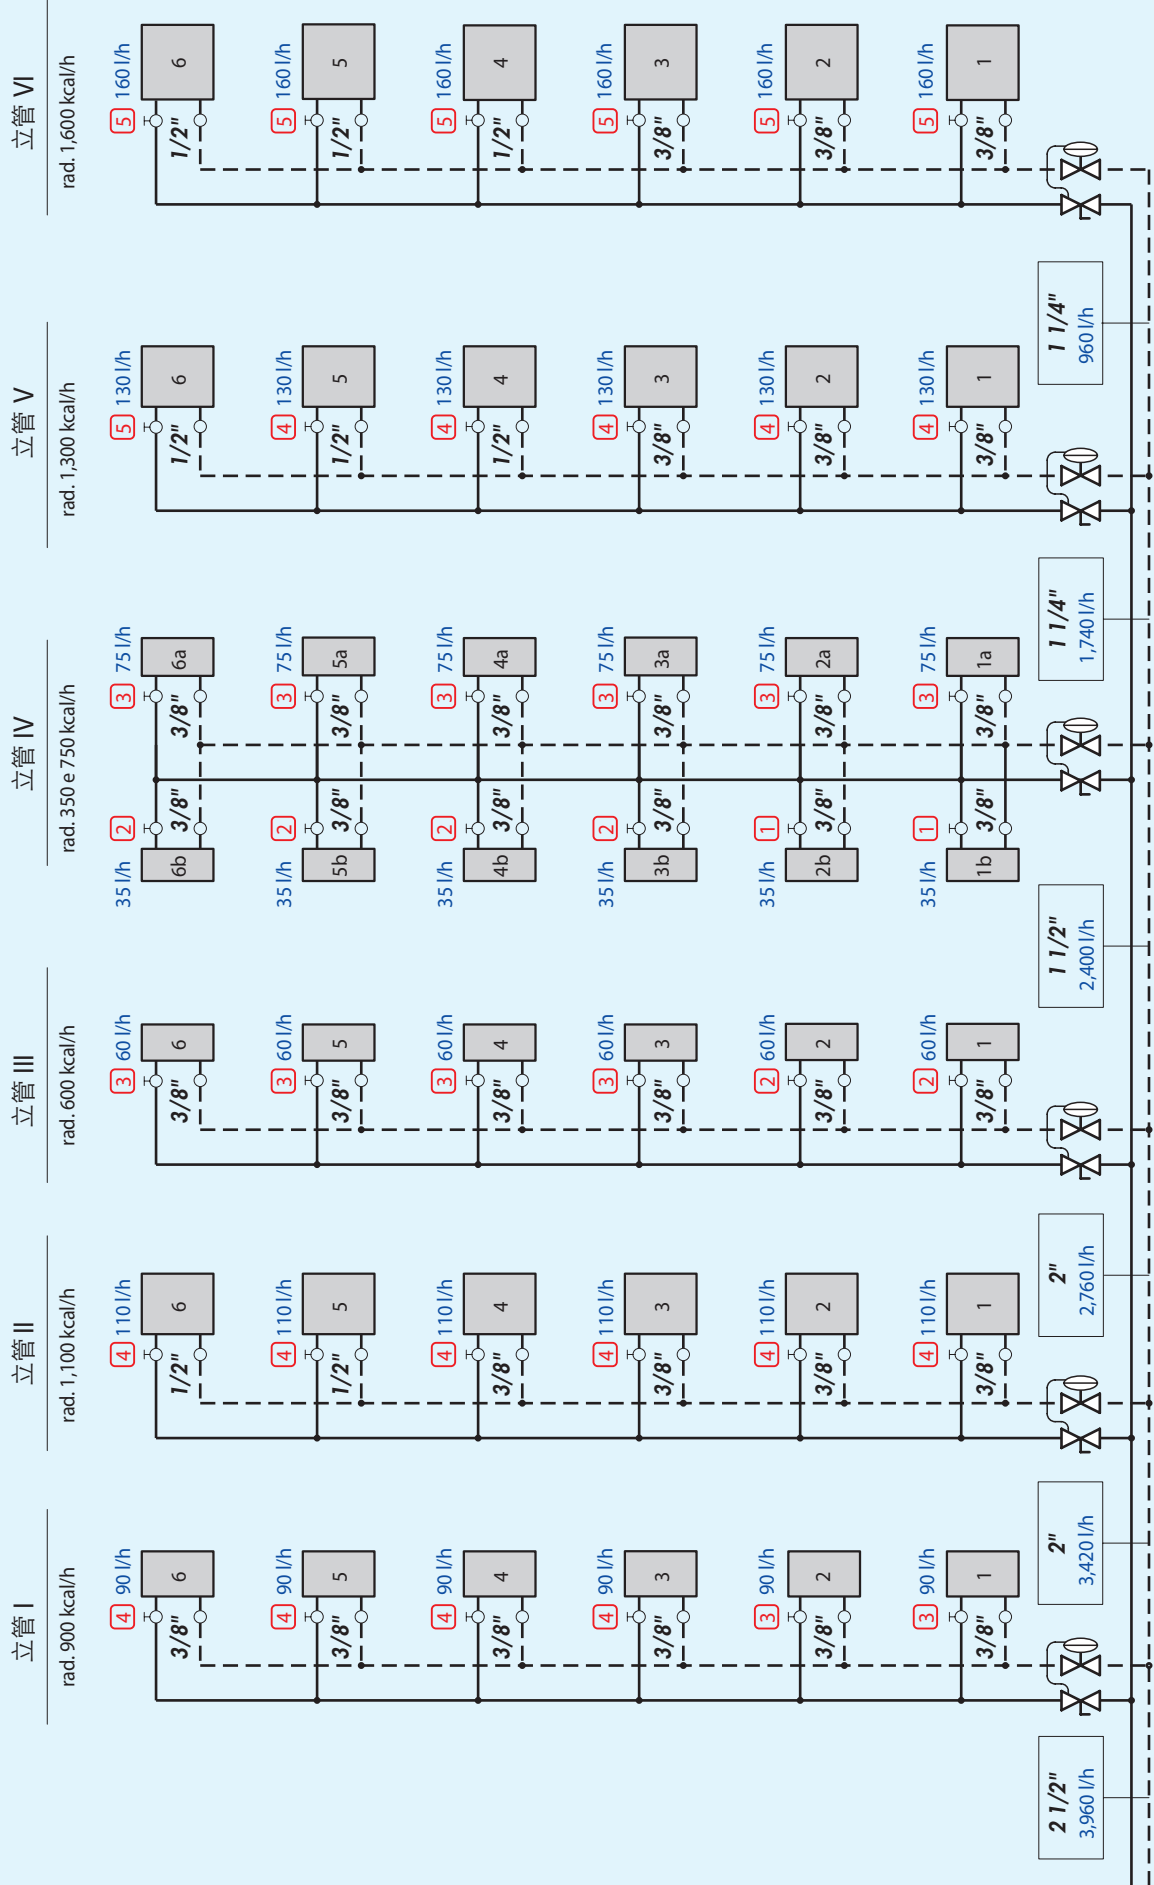 立管 I
rad. 900 kcal/h
4 90 l/h
6
3/8"
4 90 l/h
5
3/8"
4 90 l/h
4
3/8"
4 90 l/h
3
3/8"
3 90 l/h
2
3/8"
3 90 l/h
1
3/8"
立管 II
rad. 1,100 kcal/h
4 110 l/h
6
1/2"
4 110 l/h
5
1/2"
4 110 l/h
4
3/8"
4 110 l/h
3
3/8"
4 110 l/h
2
3/8"
4 110 l/h
1
3/8"
立管 III
rad. 600 kcal/h
3 60 l/h
6
3/8"
3 60 l/h
5
3/8"
3 60 l/h
4
3/8"
3 60 l/h
3
3/8"
2 60 l/h
2
3/8"
2 60 l/h
1
3/8"
立管 IV
rad. 350 e 750 kcal/h
35 l/h 2 3 75 l/h
6b 3/8" 3/8" 6a
35 l/h 2 3 75 l/h
5b 3/8" 3/8" 5a
35 l/h 2 3 75 l/h
4b 3/8" 3/8" 4a
35 l/h 2 3 75 l/h
3b 3/8" 3/8" 3a
35 l/h 1 3 75 l/h
2b 3/8" 3/8" 2a
35 l/h 1 3 75 l/h
1b 3/8" 3/8" 1a
立管 V
rad. 1,300 kcal/h
5 130 l/h
6
1/2"
4 130 l/h
5
1/2"
4 130 l/h
4
1/2"
4 130 l/h
3
3/8"
4 130 l/h
2
3/8"
4 130 l/h
1
3/8"
立管 VI
rad. 1,600 kcal/h
5 160 l/h
6
1/2"
5 160 l/h
5
1/2"
5 160 l/h
4
1/2"
5 160 l/h
3
3/8"
5 160 l/h
2
3/8"
5 160 l/h
1
3/8"
2 1/2"
3,960 l/h
2"
3,420 l/h
2"
2,760 l/h
1 1/2"
2,400 l/h
1 1/4"
1,740 l/h
1 1/4"
960 l/h